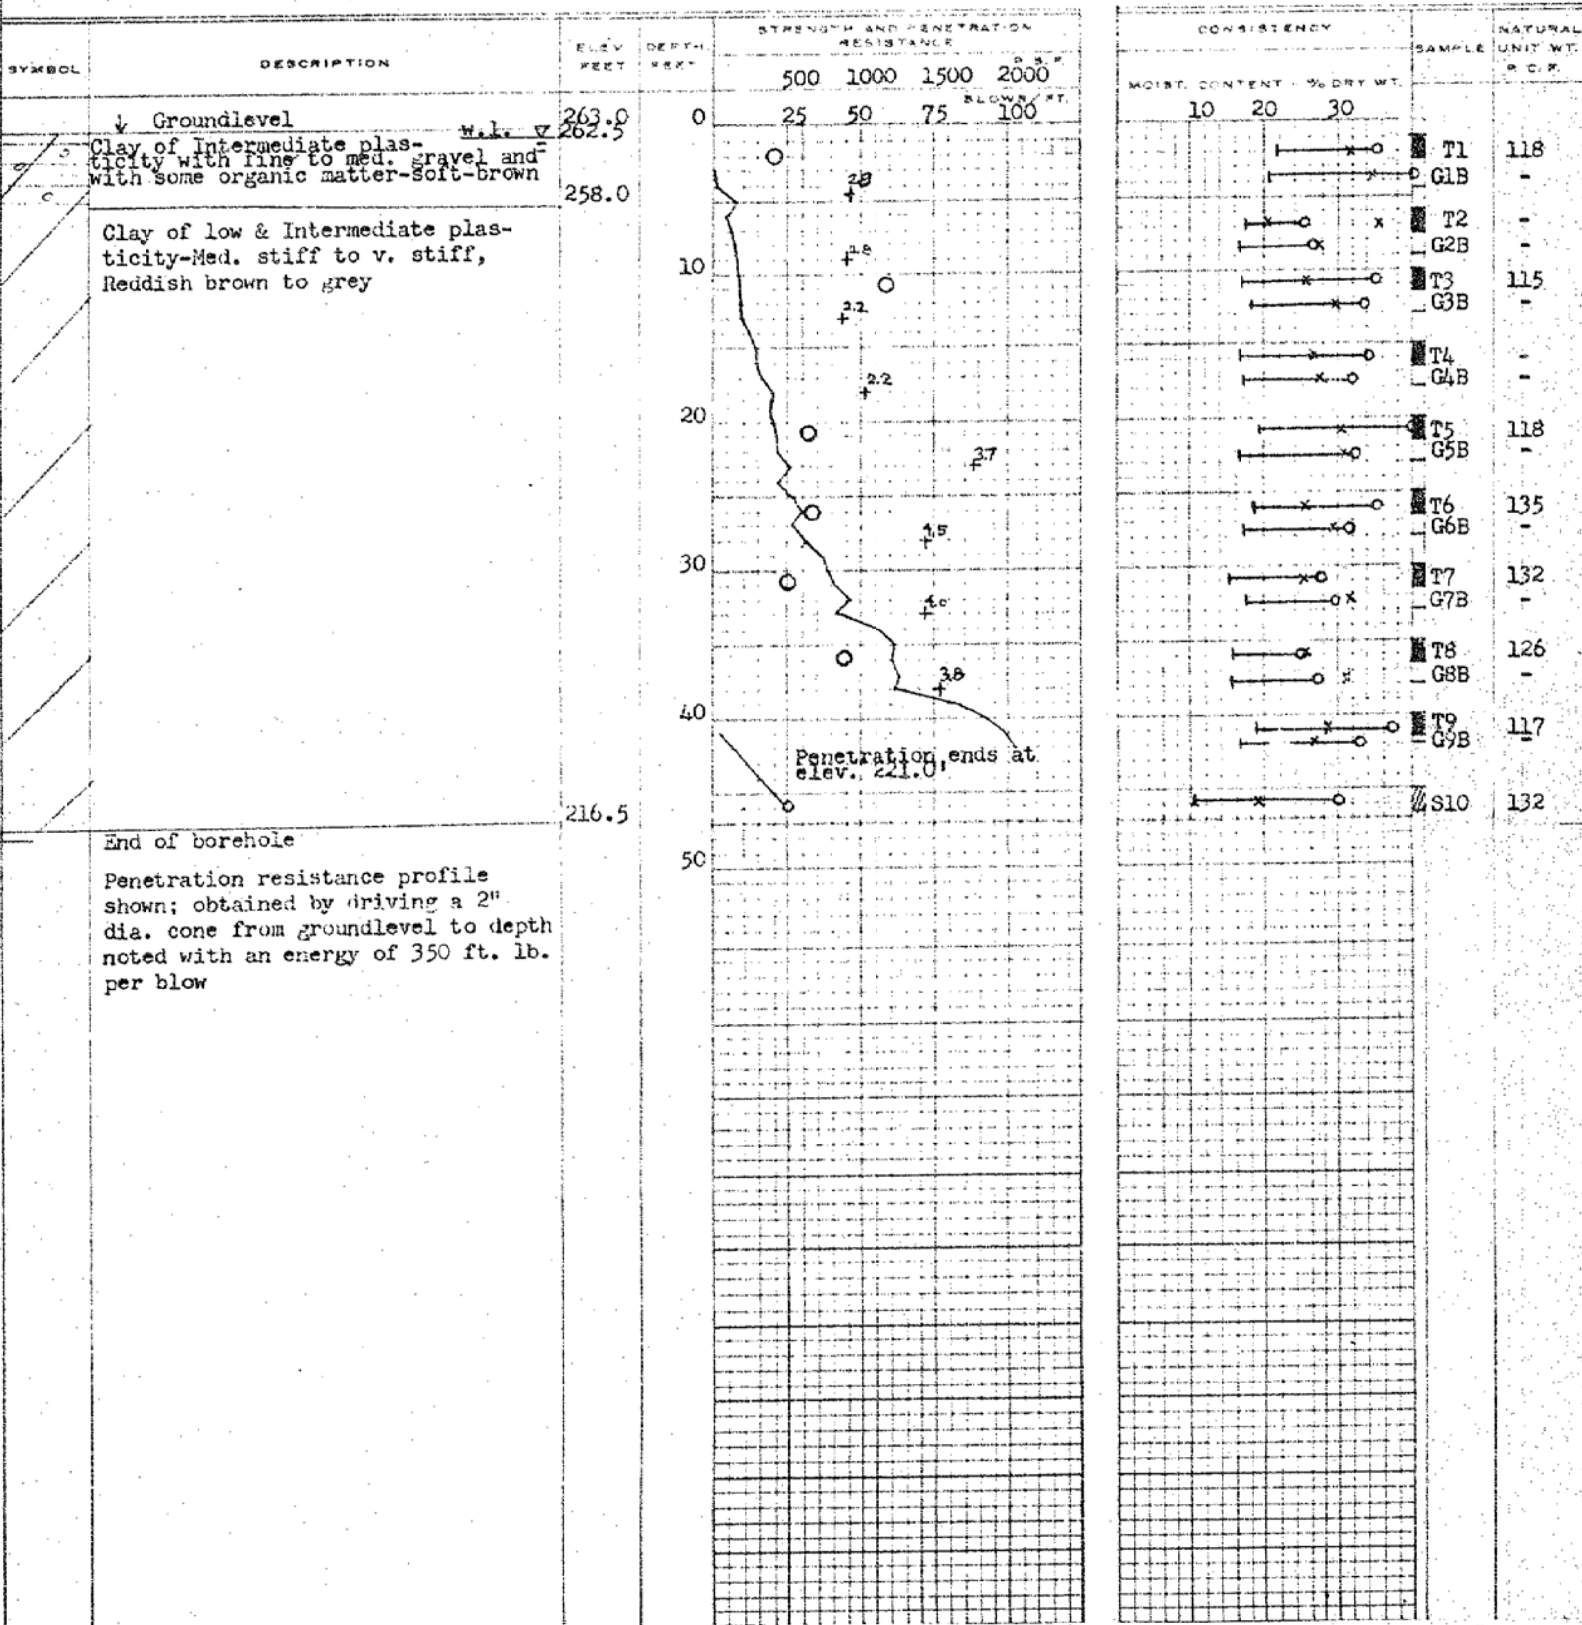 SYMBOL
DESCRIPTION
ELEV. FEET
DEPTH FEET
STRENGTH AND PENETRATION
RESISTANCE
P.S.F.
500 1000 1500 2000
BLOWS/FT.
25 50 75 100
CONSISTENCY
MOIST. CONTENT - % DRY WT.
10 20 30
SAMPLE
NATURAL
UNIT WT.
P.C.F.
↓ Groundlevel
263.0
W.L.
262.5
Clay of Intermediate plas-
ticity with fine to med. gravel and
with some organic matter-Soft-brown
258.0
Clay of low & Intermediate plas-
ticity-Med. stiff to v. stiff,
Reddish brown to grey
216.5
End of borehole
Penetration resistance profile
shown; obtained by driving a 2"
dia. cone from groundlevel to depth
noted with an energy of 350 ft. lb.
per blow
0
10
20
30
40
50
2.2
2.2
3.7
3.8
Penetration ends at
elev. 221.0'
T1 118
G1B -
T2 -
G2B -
T3 115
G3B -
T4 -
G4B -
T5 118
G5B -
T6 135
G6B -
T7 132
G7B -
T8 126
G8B -
T9 117
G9B -
S10 132